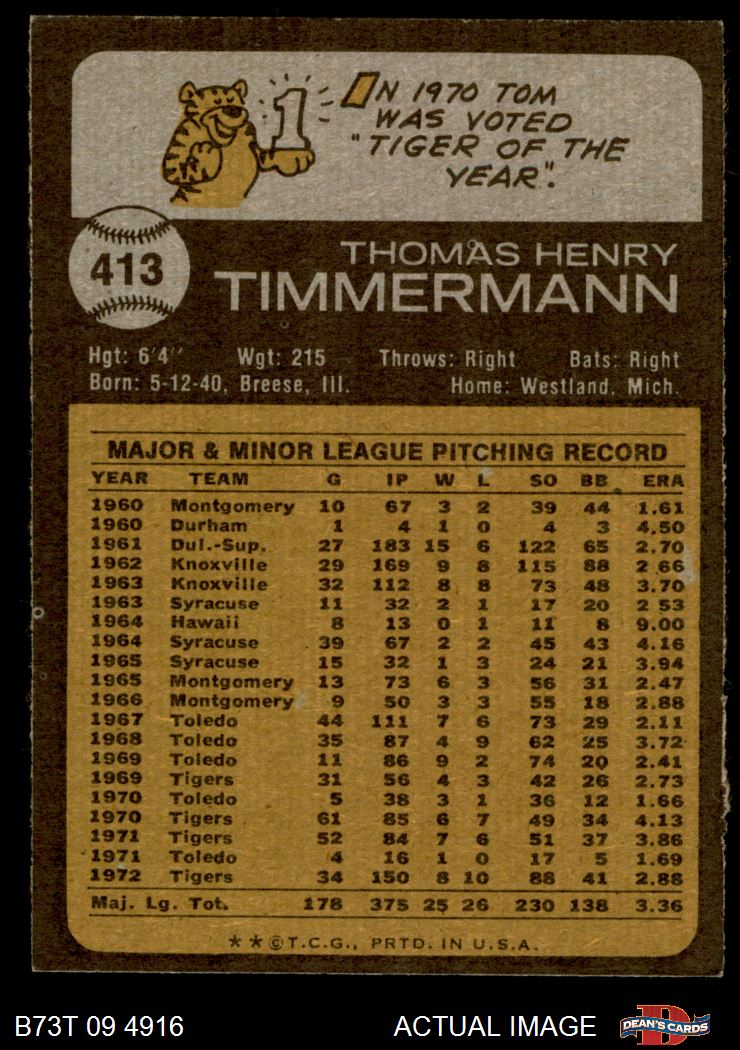 1
IN 1970 TOM
WAS VOTED
"TIGER OF THE
YEAR".
413
THOMAS HENRY
TIMMERMANN
Hgt: 6'4" Wgt: 215 Throws: Right Bats: Right
Born: 5-12-40, Breese, Ill. Home: Westland, Mich.
MAJOR & MINOR LEAGUE PITCHING RECORD
YEAR TEAM G IP W L SO BB ERA
1960 Montgomery 10 67 3 2 39 44 1.61
1960 Durham 1 4 1 0 4 3 4.50
1961 Dul.-Sup. 27 183 15 6 122 65 2.70
1962 Knoxville 29 169 9 8 115 88 2.66
1963 Knoxville 32 112 8 8 73 48 3.70
1963 Syracuse 11 32 2 1 17 20 2 53
1964 Hawaii 8 13 0 1 11 8 9.00
1964 Syracuse 39 67 2 2 45 43 4.16
1965 Syracuse 15 32 1 3 24 21 3.94
1965 Montgomery 13 73 6 3 56 31 2.47
1966 Montgomery 9 50 3 3 55 18 2.88
1967 Toledo 44 111 7 6 73 29 2.11
1968 Toledo 35 87 4 9 62 25 3.72
1969 Toledo 11 86 9 2 74 20 2.41
1969 Tigers 31 56 4 3 42 26 2.73
1970 Toledo 5 38 3 1 36 12 1.66
1970 Tigers 61 85 6 7 49 34 4.13
1971 Tigers 52 84 7 6 51 37 3.86
1971 Toledo 4 16 1 0 17 5 1.69
1972 Tigers 34 150 8 10 88 41 2.88
Maj. Lg. Tot. 178 375 25 26 230 138 3.36
**©T.C.G., PRTD. IN U.S.A.
B73T 09 4916 ACTUAL IMAGE D DEAN'S CARDS